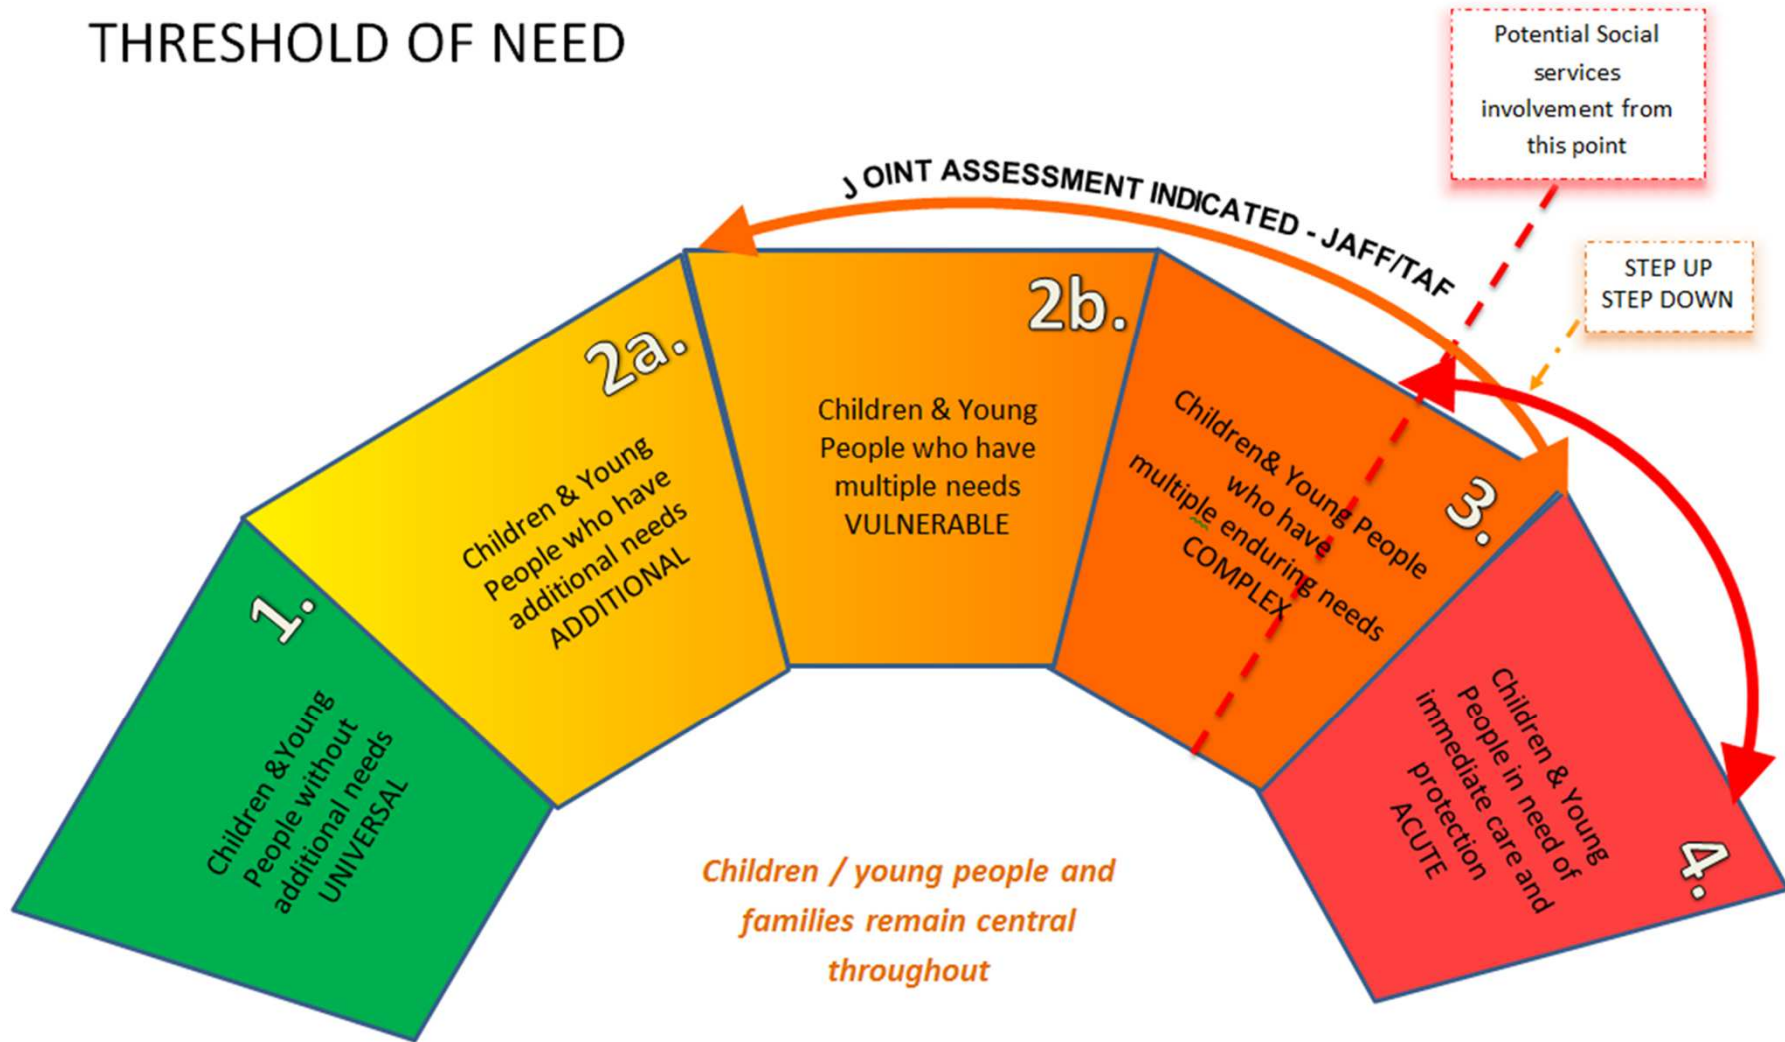 THRESHOLD OF NEED
Potential Social
services
involvement from
this point
J OINT ASSESSMENT INDICATED - JAFF/TAF
STEP UP
STEP DOWN
1.
Children &Young
People without
additional needs
UNIVERSAL
2a.
Children & Young
People who have
additional needs
ADDITIONAL
2b.
Children & Young
People who have
multiple needs
VULNERABLE
3.
Children& Young People
who have
multiple enduring needs
COMPLEX
4.
Children & Young
People in need of
immediate care and
protection
ACUTE
Children / young people and
families remain central
throughout